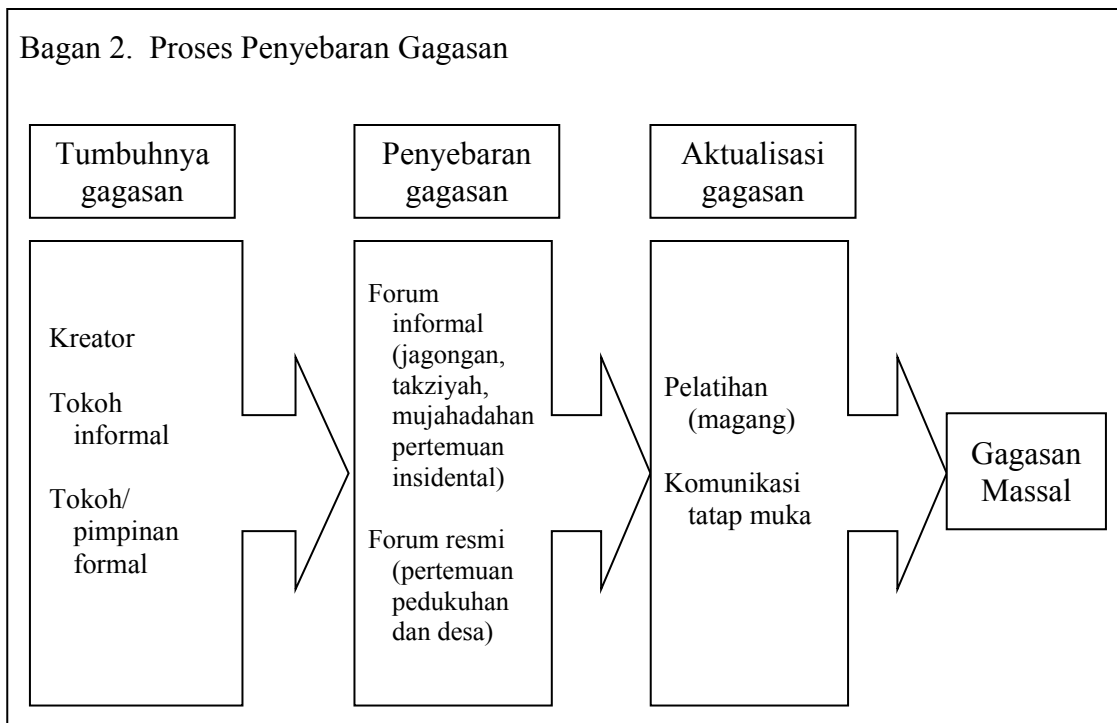 Bagan 2. Proses Penyebaran Gagasan
Tumbuhnya
gagasan
Penyebaran
gagasan
Aktualisasi
gagasan
Kreator
Tokoh
informal
Tokoh/
pimpinan
formal
Forum
informal
(jagongan,
takziyah,
mujahadahan
pertemuan
insidental)
Forum resmi
(pertemuan
pedukuhan
dan desa)
Pelatihan
(magang)
Komunikasi
tatap muka
Gagasan
Massal